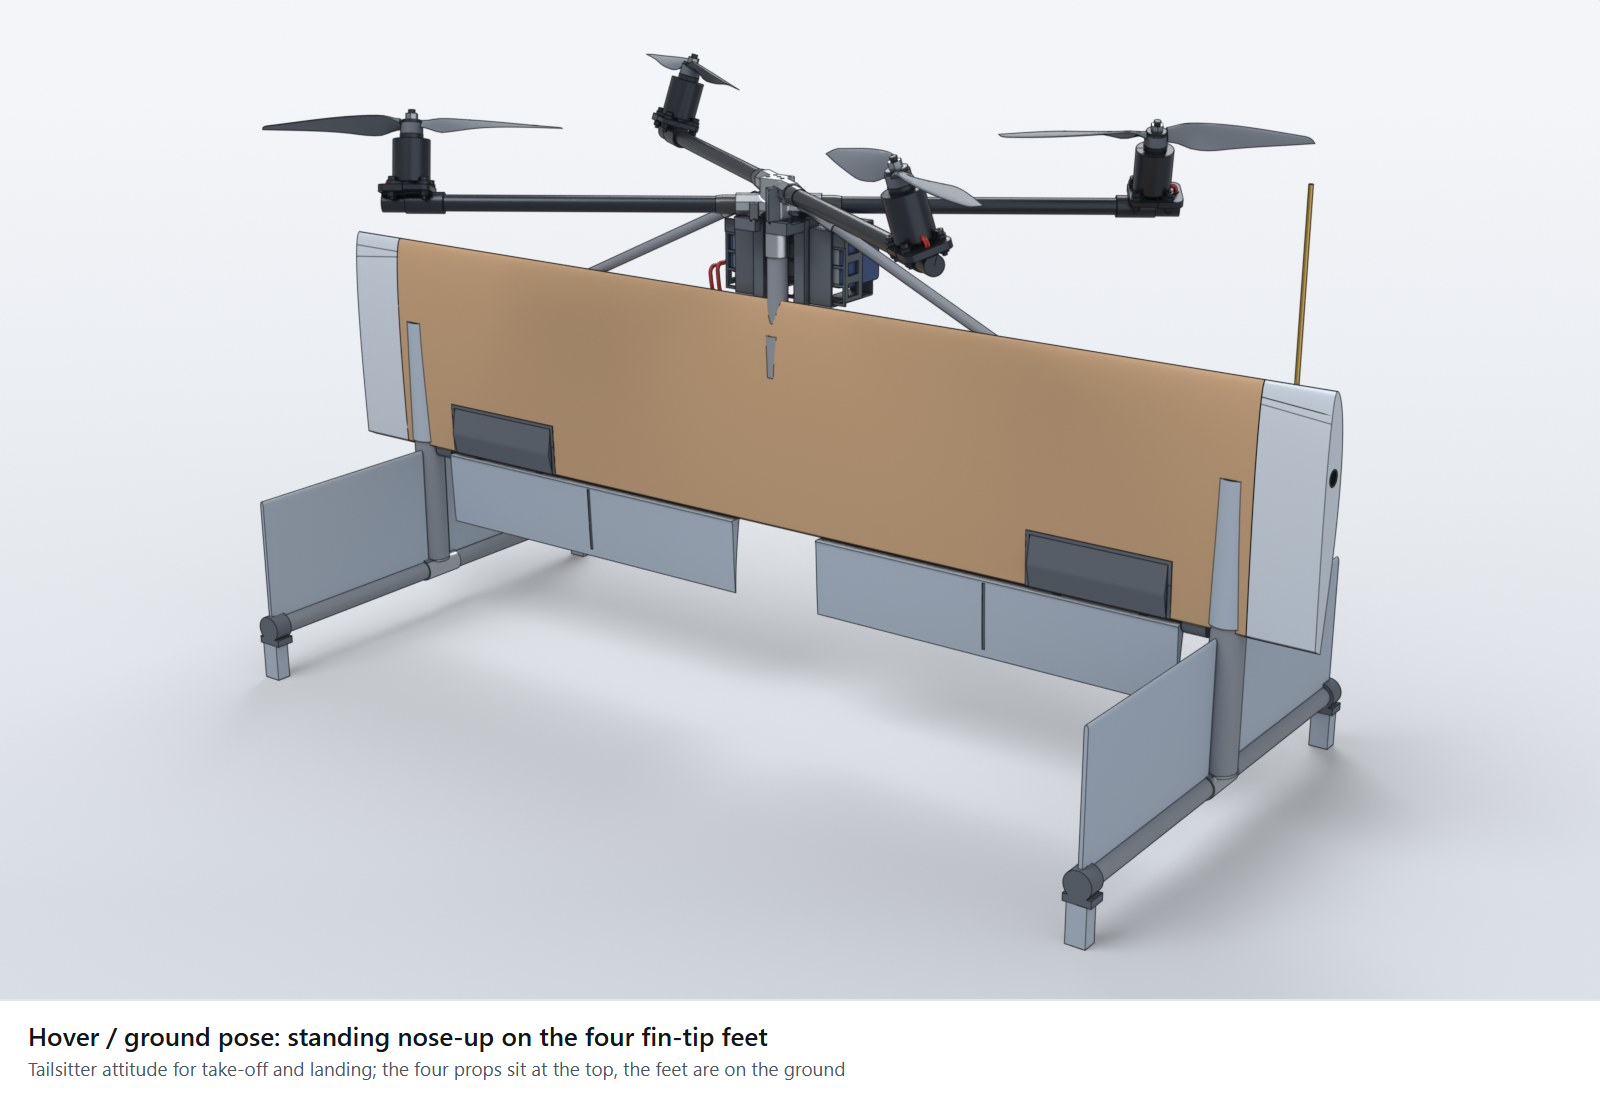 Hover / ground pose: standing nose-up on the four fin-tip feet
Tailsitter attitude for take-off and landing; the four props sit at the top, the feet are on the ground